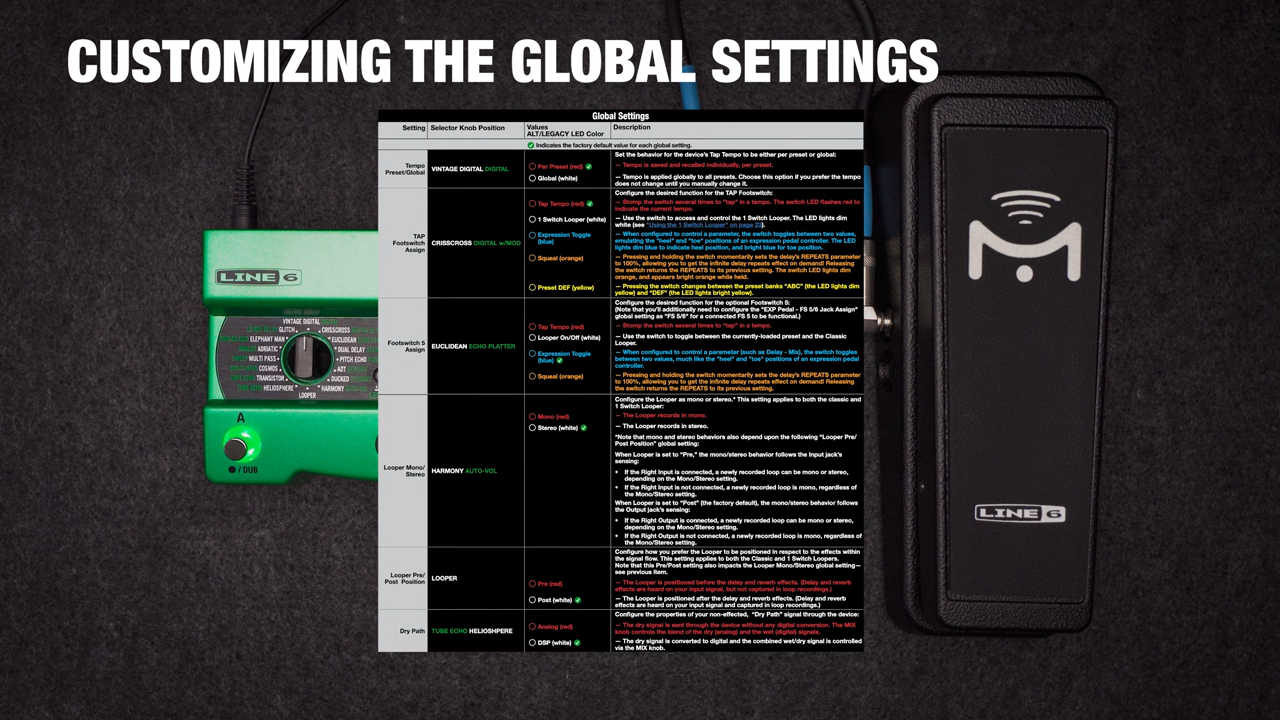 CUSTOMIZING THE GLOBAL SETTINGS
Global Settings
Setting
Selector Knob Position
Values
ALT/LEGACY LED Color
Description
Indicates the factory default value for each global setting.
Tempo
Preset/Global
VINTAGE DIGITAL DIGITAL
Per Preset (red)
Global (white)
Set the behavior for the device's Tap Tempo to be either per preset or global:
— Tempo is saved and recalled individually, per preset.
— Tempo is applied globally to all presets. Choose this option if you prefer the tempo
does not change until you manually change it.
TAP
Footswitch
Assign
CRISSCROSS DIGITAL w/MOD
Tap Tempo (red)
1 Switch Looper (white)
Expression Toggle
(blue)
Squeal (orange)
Preset DEF (yellow)
Configure the desired function for the TAP Footswitch:
— Stomp the switch several times to "tap" in a tempo. The switch LED flashes red to
indicate the current tempo.
— Use the switch to access and control the 1 Switch Looper. The LED lights dim
white (see "Using the 1 Switch Looper" on page 23).
— When configured to control a parameter, the switch toggles between two values,
emulating the "heel" and "toe" positions of an expression pedal controller. The LED
lights dim blue to indicate heel position, and bright blue for toe position.
— Pressing and holding the switch momentarily sets the delay's REPEATS parameter
to 100%, allowing you to get the infinite delay repeats effect on demand! Releasing
the switch returns the REPEATS to its previous setting. The switch LED lights dim
orange, and appears bright orange while held.
— Pressing the switch changes between the preset banks "ABC" (the LED lights dim
yellow) and "DEF" (the LED lights bright yellow).
Footswitch 5
Assign
EUCLIDEAN ECHO PLATTER
Tap Tempo (red)
Looper On/Off (white)
Expression Toggle
(blue)
Squeal (orange)
Configure the desired function for the optional Footswitch 5:
(Note that you'll additionally need to configure the "EXP Pedal - FS 5/6 Jack Assign"
global setting as "FS 5/6" for a connected FS 5 to be functional.)
— Stomp the switch several times to "tap" in a tempo.
— Use the switch to toggle between the currently-loaded preset and the Classic
Looper.
— When configured to control a parameter (such as Delay - Mix), the switch toggles
between two values, much like the "heel" and "toe" positions of an expression pedal
controller.
— Pressing and holding the switch momentarily sets the delay's REPEATS parameter
to 100%, allowing you to get the infinite delay repeats effect on demand! Releasing
the switch returns the REPEATS to its previous setting.
Looper Mono/
Stereo
HARMONY AUTO-VOL
Mono (red)
Stereo (white)
Configure the Looper as mono or stereo.* This setting applies to both the classic and
1 Switch Looper:
— The Looper records in mono.
— The Looper records in stereo.
*Note that mono and stereo behaviors also depend upon the following "Looper Pre/
Post Position" global setting:
When Looper is set to "Pre," the mono/stereo behavior follows the Input jack's
sensing:
• If the Right Input is connected, a newly recorded loop can be mono or stereo,
depending on the Mono/Stereo setting.
• If the Right Input is not connected, a newly recorded loop is mono, regardless of
the Mono/Stereo setting.
When Looper is set to "Post" (the factory default), the mono/stereo behavior follows
the Output jack's sensing:
• If the Right Output is connected, a newly recorded loop can be mono or stereo,
depending on the Mono/Stereo setting.
• If the Right Output is not connected, a newly recorded loop is mono, regardless of
the Mono/Stereo setting.
Looper Pre/
Post Position
LOOPER
Pre (red)
Post (white)
Configure how you prefer the Looper to be positioned in respect to the effects within
the signal flow. This setting applies to both the Classic and 1 Switch Loopers.
Note that this Pre/Post setting also impacts the Looper Mono/Stereo global setting—
see previous item.
— The Looper is positioned before the delay and reverb effects. (Delay and reverb
effects are heard on your input signal, but not captured in loop recordings.)
— The Looper is positioned after the delay and reverb effects. (Delay and reverb
effects are heard on your input signal and captured in loop recordings.)
Dry Path
TUBE ECHO HELIOSHPERE
Analog (red)
DSP (white)
Configure the properties of your non-effected, "Dry Path" signal through the device:
— The dry signal is sent through the device without any digital conversion. The MIX
knob controls the blend of the dry (analog) and the wet (digital) signals.
— The dry signal is converted to digital and the combined wet/dry signal is controlled
via the MIX knob.
LINE 6
VINTAGE DIGITAL
GLITCH
CRISSCROSS
ELEPHANT MAN
EUCLIDEAN
ADRIATIC
DUAL DELAY
MULTI PASS
PITCH ECHO
COSMOS
ADT
TRANSISTOR
DUCKED
HELIOSPHERE
HARMONY
LOOPER
A
●/DUB
LINE 6